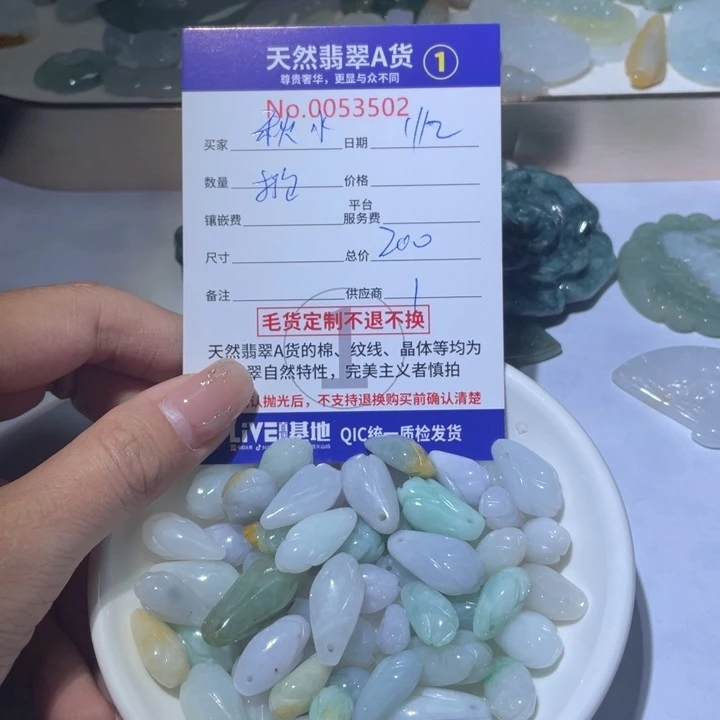 天然翡翠A货 1
尊贵奢华，更显与众不同
No.0053502
买家 秋水 日期 1/12
数量 价格
镶嵌费 平台服务费
尺寸 总价 200
备注 供应商 1
毛货定制不退不换
天然翡翠A货的棉、纹线、晶体等均为
翠自然特性，完美主义者慎拍
认抛光后，不支持退换购买前确认清楚
LiVE 基地 QIC统一质检发货